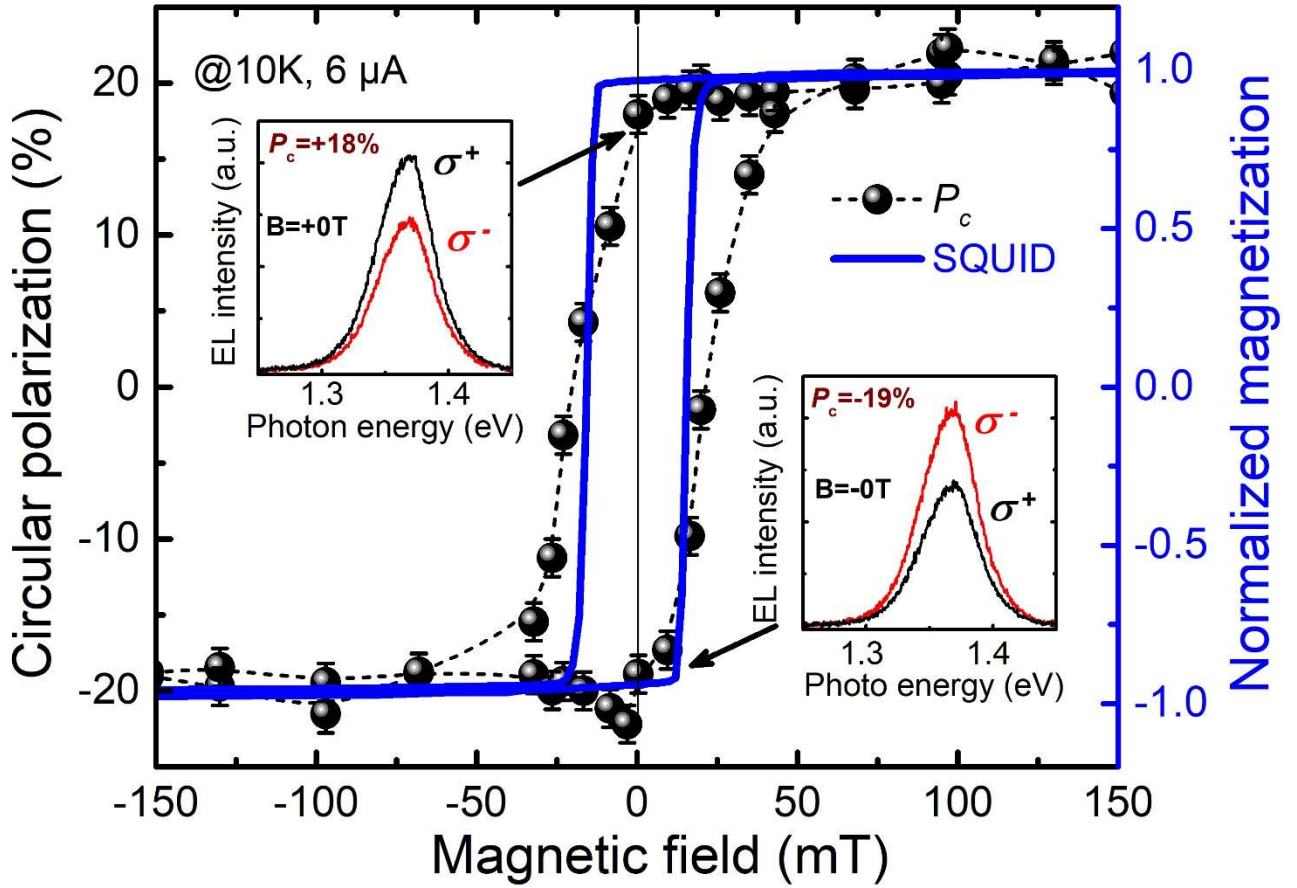 @10K, 6 µA
Circular polarization (%)
20
10
0
-10
-20
Magnetic field (mT)
-150
-100
-50
0
50
100
150
Normalized magnetization
1.0
0.5
0.0
-0.5
-1.0
P_c
SQUID
P_c=+18%
σ+
B=+0T
σ-
EL intensity (a.u.)
1.3
1.4
Photon energy (eV)
P_c=-19%
σ-
B=-0T
σ+
EL intensity (a.u.)
1.3
1.4
Photo energy (eV)